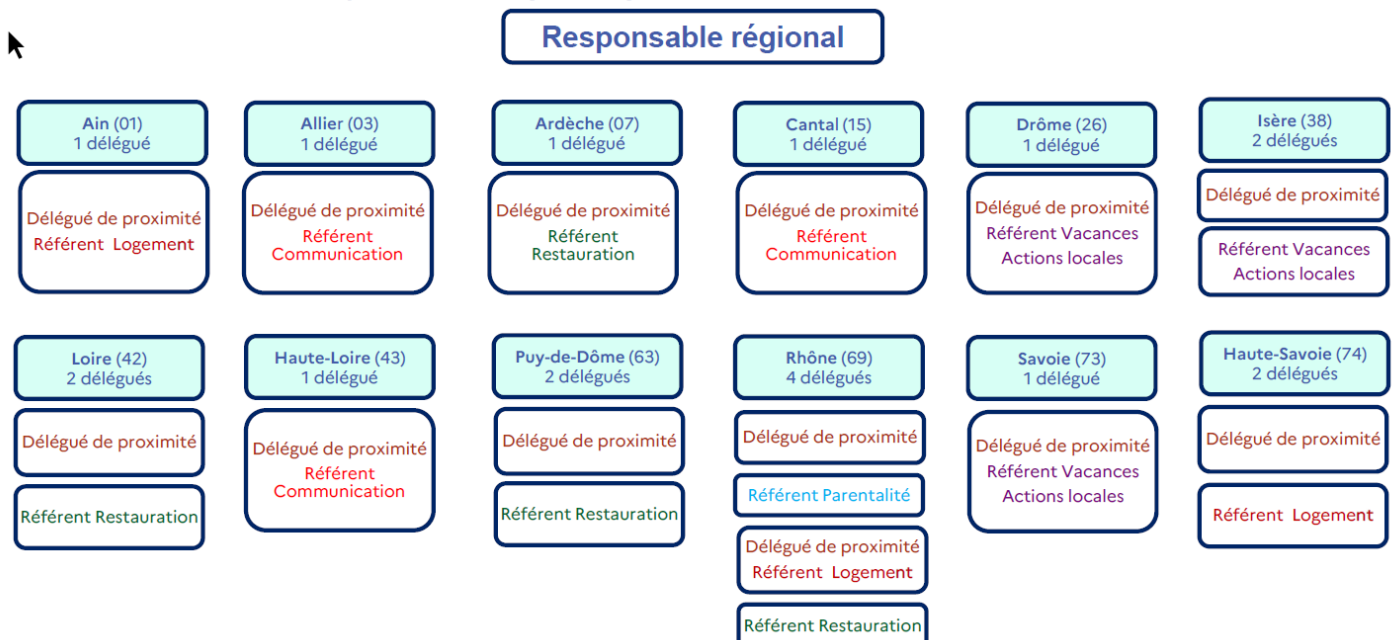 Responsable régional
Ain (01)
1 délégué
Délégué de proximité
Référent Logement
Allier (03)
1 délégué
Délégué de proximité
Référent
Communication
Ardèche (07)
1 délégué
Délégué de proximité
Référent
Restauration
Cantal (15)
1 délégué
Délégué de proximité
Référent
Communication
Drôme (26)
1 délégué
Délégué de proximité
Référent Vacances
Actions locales
Isère (38)
2 délégués
Délégué de proximité
Référent Vacances
Actions locales
Loire (42)
2 délégués
Délégué de proximité
Référent Restauration
Haute-Loire (43)
1 délégué
Délégué de proximité
Référent
Communication
Puy-de-Dôme (63)
2 délégués
Délégué de proximité
Référent Restauration
Rhône (69)
4 délégués
Délégué de proximité
Référent Parentalité
Délégué de proximité
Référent Logement
Référent Restauration
Savoie (73)
1 délégué
Délégué de proximité
Référent Vacances
Actions locales
Haute-Savoie (74)
2 délégués
Délégué de proximité
Référent Logement